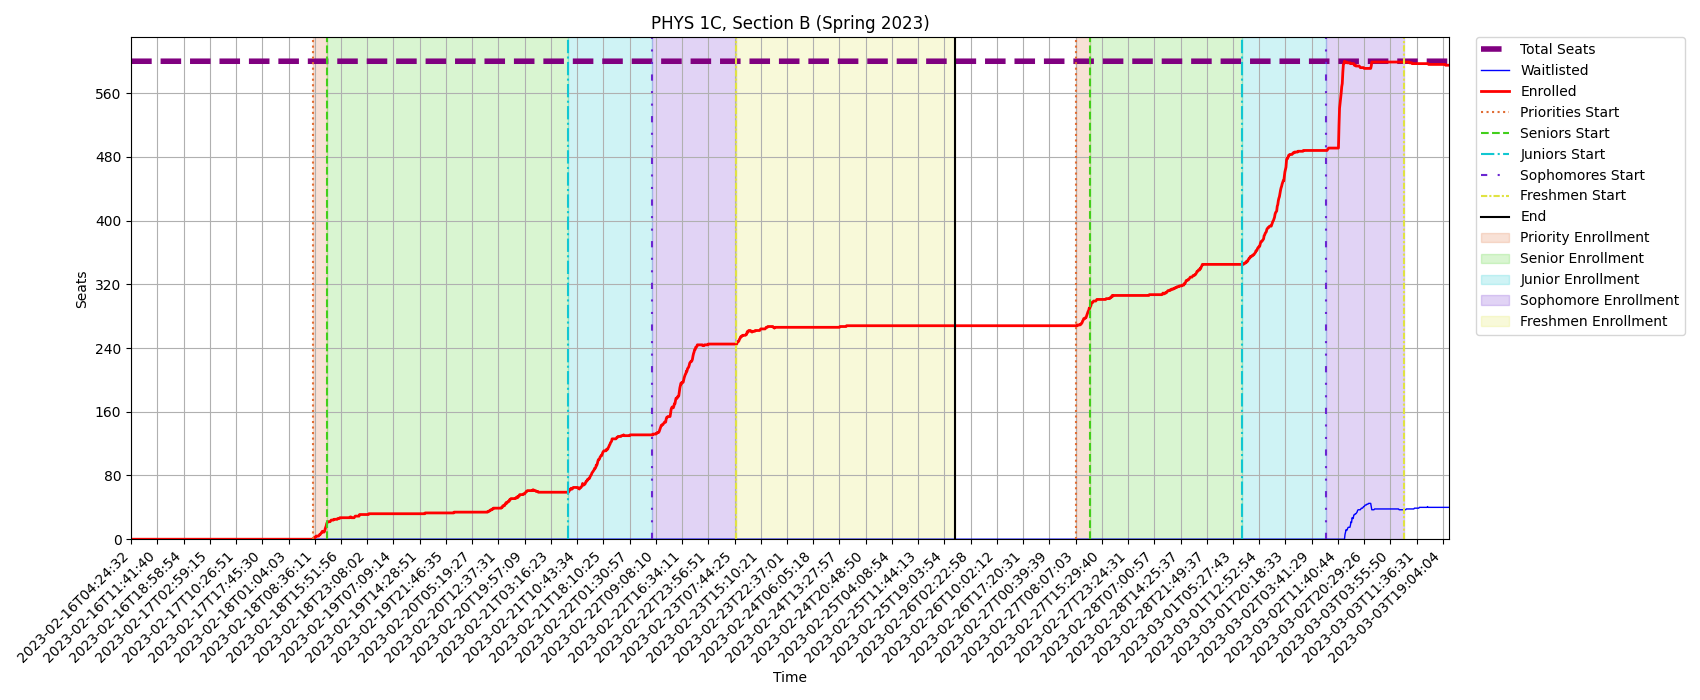 PHYS 1C, Section B (Spring 2023)
Seats
560
480
400
320
240
160
80
0
2023-02-16T04:24:32
2023-02-16T11:41:40
2023-02-16T18:58:54
2023-02-17T02:59:15
2023-02-17T10:26:51
2023-02-17T17:45:30
2023-02-18T01:04:03
2023-02-18T08:36:11
2023-02-18T15:51:56
2023-02-18T23:08:02
2023-02-19T07:09:14
2023-02-19T14:28:51
2023-02-19T21:46:35
2023-02-20T05:19:27
2023-02-20T12:37:31
2023-02-20T19:57:09
2023-02-21T03:16:23
2023-02-21T10:43:34
2023-02-21T18:10:25
2023-02-22T01:30:57
2023-02-22T09:08:10
2023-02-22T16:34:11
2023-02-22T23:56:51
2023-02-23T07:44:25
2023-02-23T15:10:21
2023-02-23T22:37:01
2023-02-24T06:05:18
2023-02-24T13:27:57
2023-02-24T20:48:50
2023-02-25T04:08:54
2023-02-25T11:44:13
2023-02-25T19:03:54
2023-02-26T02:22:58
2023-02-26T10:02:12
2023-02-26T17:20:31
2023-02-27T00:39:39
2023-02-27T08:07:03
2023-02-27T15:29:40
2023-02-27T23:24:31
2023-02-28T07:00:57
2023-02-28T14:25:37
2023-02-28T21:49:37
2023-03-01T05:27:43
2023-03-01T12:52:54
2023-03-01T20:18:33
2023-03-02T03:41:29
2023-03-02T11:40:44
2023-03-02T20:29:26
2023-03-03T03:55:50
2023-03-03T11:36:31
2023-03-03T19:04:04
Time
Total Seats
Waitlisted
Enrolled
Priorities Start
Seniors Start
Juniors Start
Sophomores Start
Freshmen Start
End
Priority Enrollment
Senior Enrollment
Junior Enrollment
Sophomore Enrollment
Freshmen Enrollment